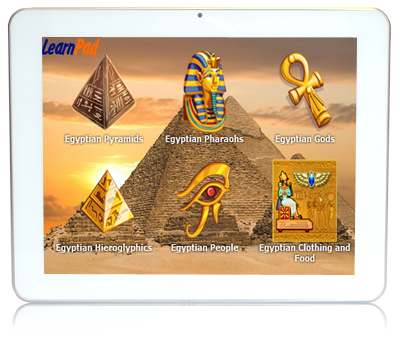 LearnPad
Egyptian Pyramids
Egyptian Pharaohs
Egyptian Gods
Egyptian Hieroglyphics
Egyptian People
Egyptian Clothing and
Food